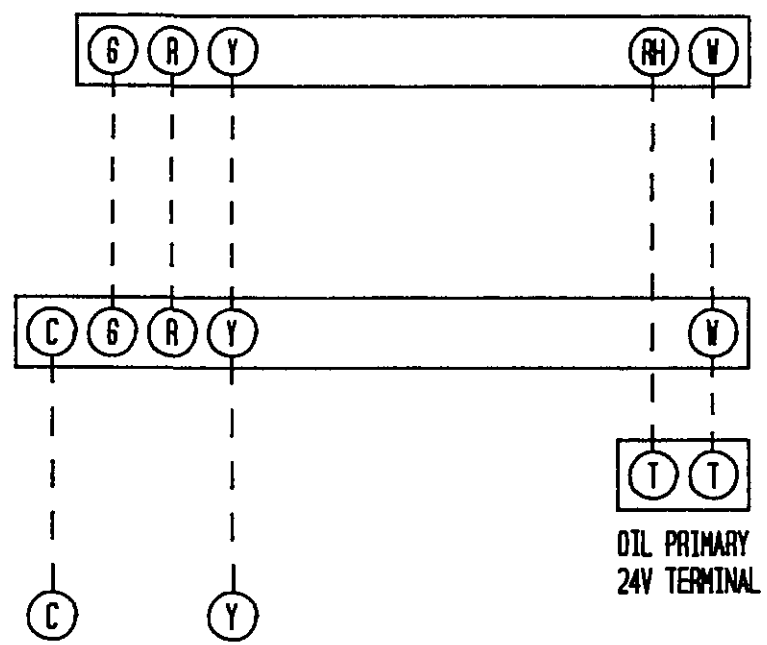 G R Y RH W
C G R Y W
T T
OIL PRIMARY
24V TERMINAL
C Y